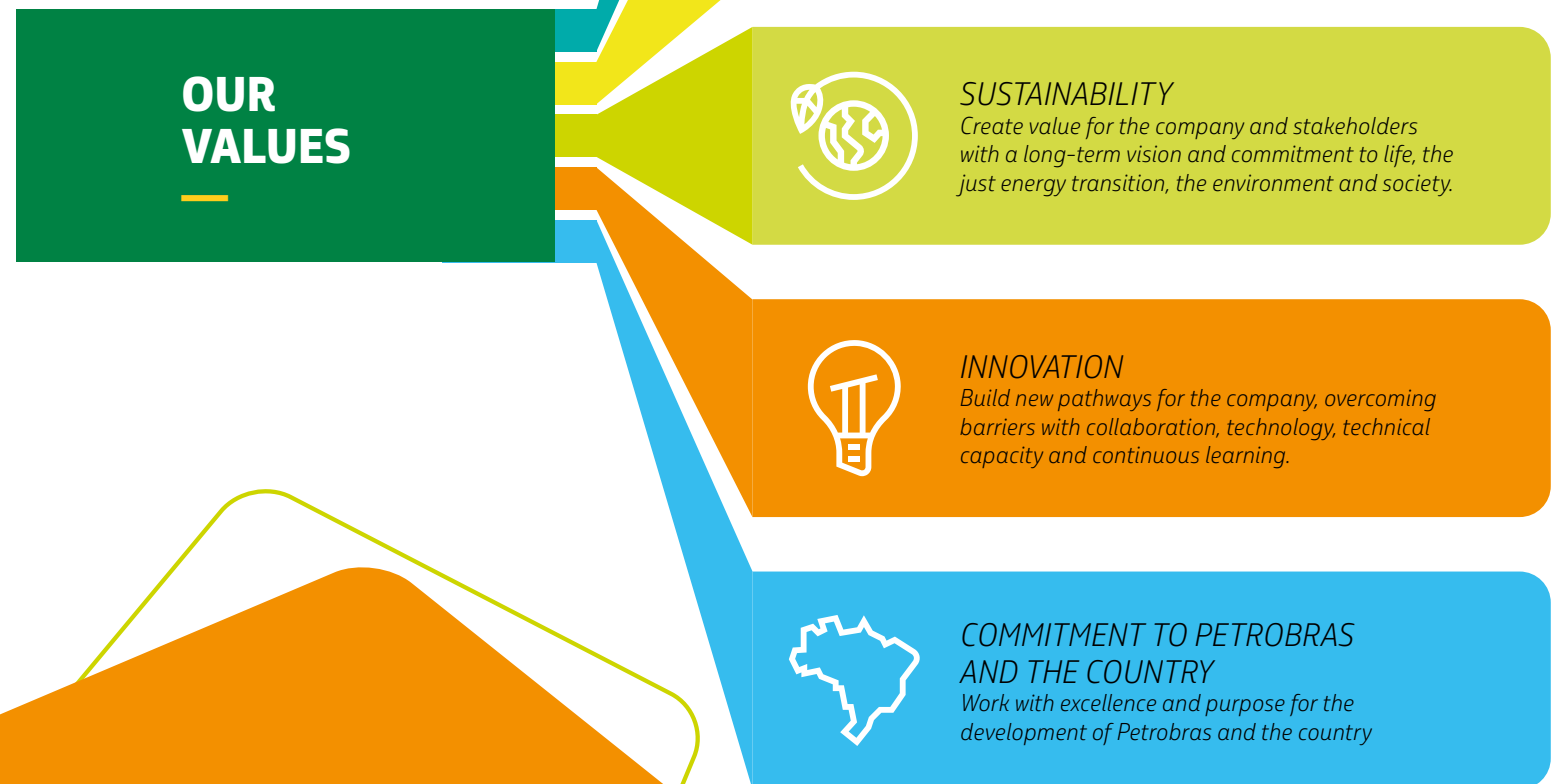 OUR
VALUES
SUSTAINABILITY
Create value for the company and stakeholders
with a long-term vision and commitment to life, the
just energy transition, the environment and society.
INNOVATION
Build new pathways for the company, overcoming
barriers with collaboration, technology, technical
capacity and continuous learning.
COMMITMENT TO PETROBRAS
AND THE COUNTRY
Work with excellence and purpose for the
development of Petrobras and the country